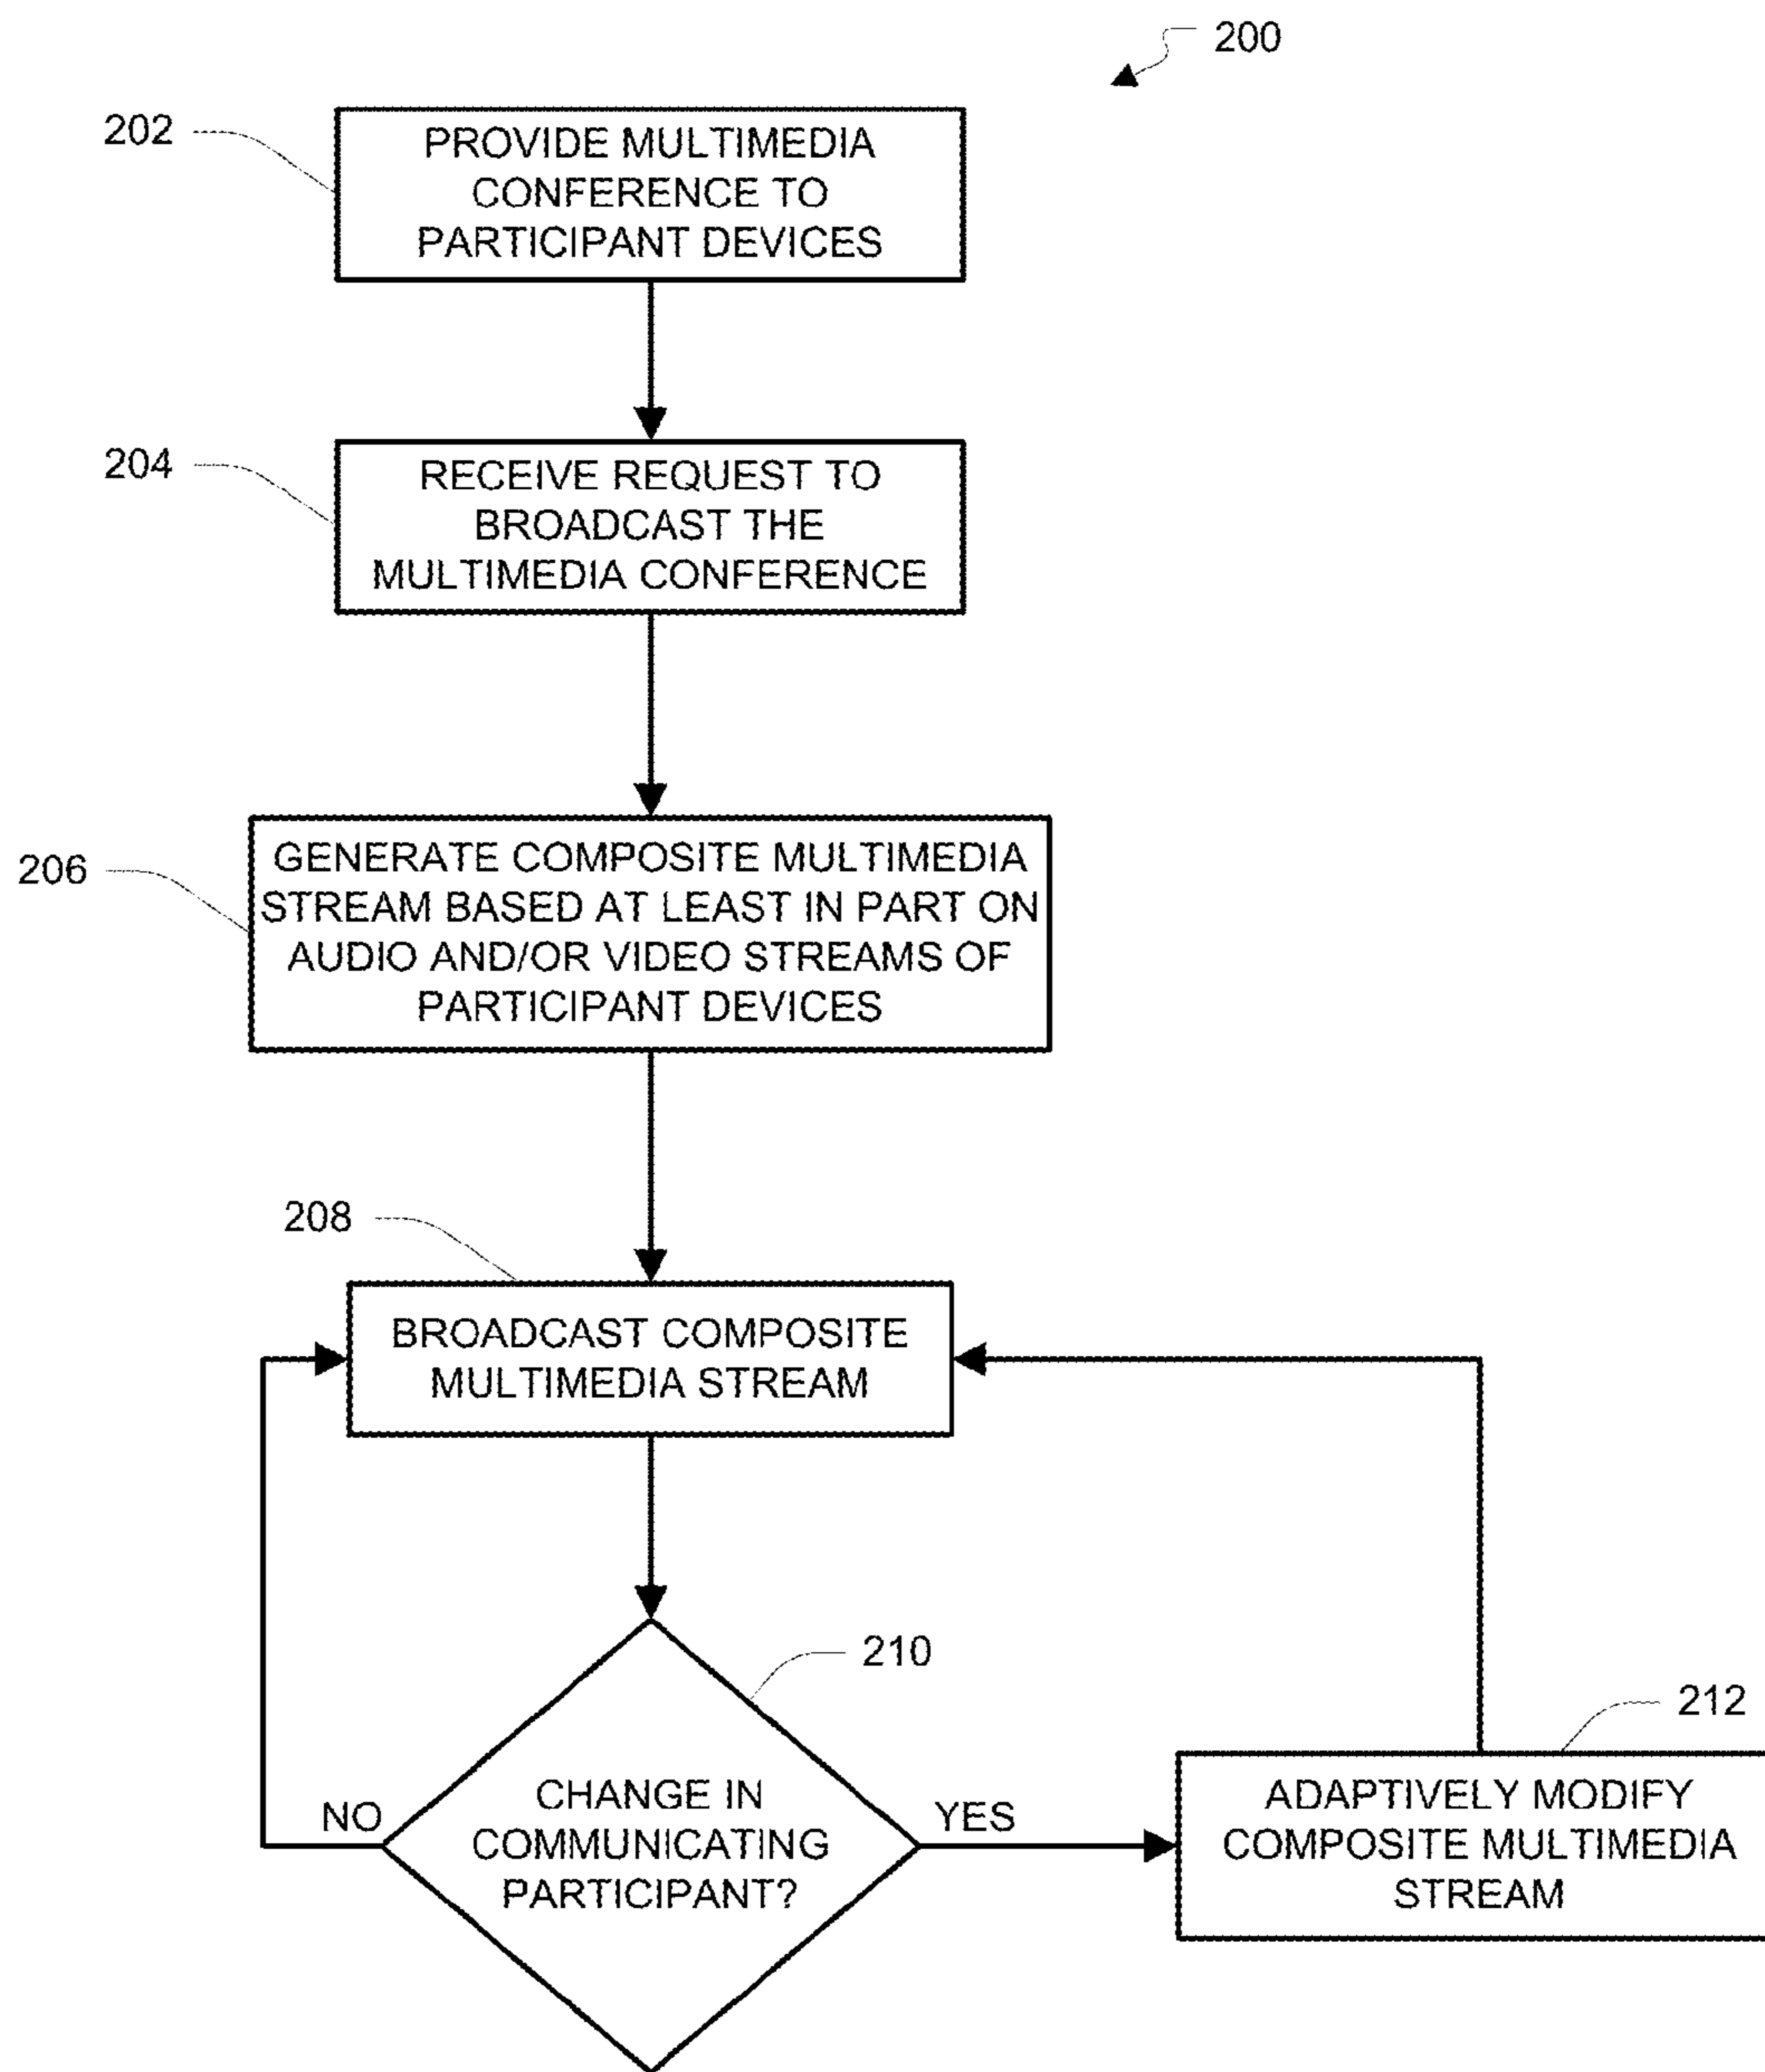 200
202
PROVIDE MULTIMEDIA
CONFERENCE TO
PARTICIPANT DEVICES
204
RECEIVE REQUEST TO
BROADCAST THE
MULTIMEDIA CONFERENCE
206
GENERATE COMPOSITE MULTIMEDIA
STREAM BASED AT LEAST IN PART ON
AUDIO AND/OR VIDEO STREAMS OF
PARTICIPANT DEVICES
208
BROADCAST COMPOSITE
MULTIMEDIA STREAM
210
CHANGE IN
COMMUNICATING
PARTICIPANT?
NO
YES
212
ADAPTIVELY MODIFY
COMPOSITE MULTIMEDIA
STREAM